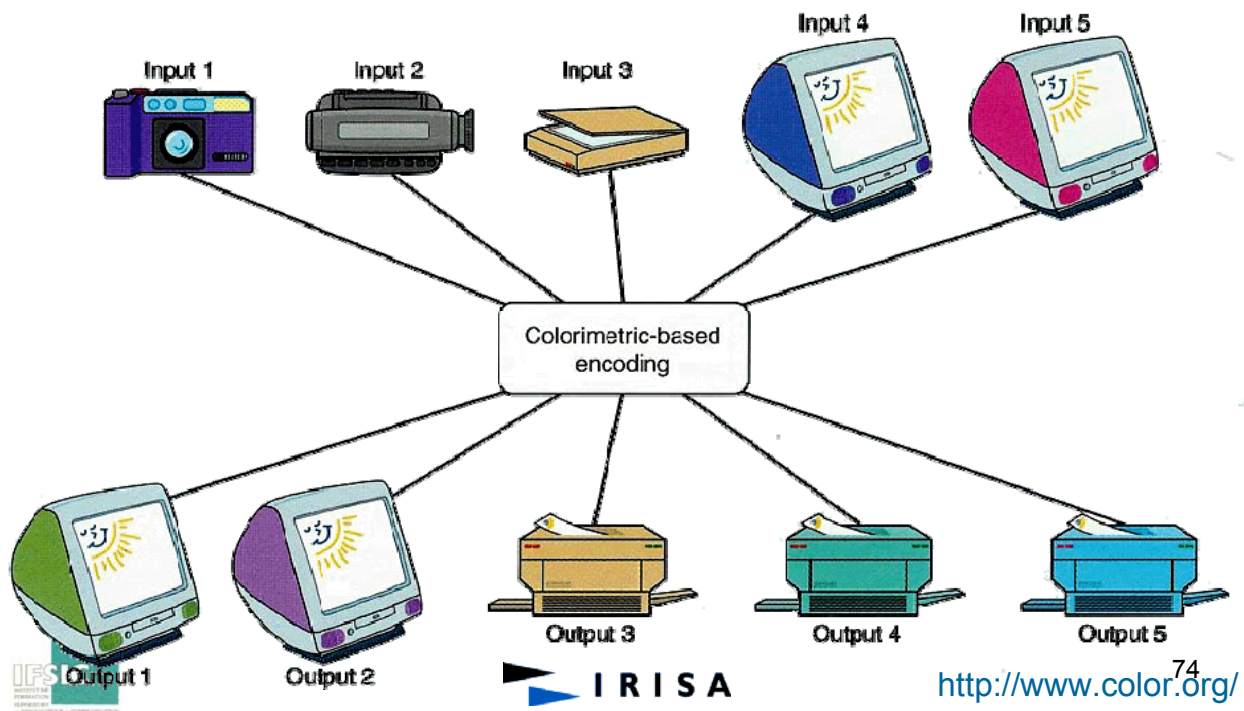 Input 4
Input 5
Input 1
Input 2
Input 3
Colorimetric-based
encoding
Output 3
Output 4
Output 5
Output 1
Output 2
IRISA
74
http://www.color.org/